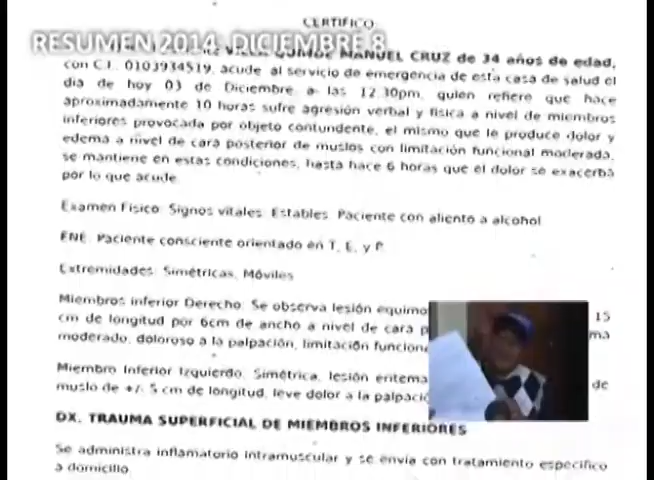 CERTIFICO
RESUMEN 2014. DICIEMBRE 8
MANUEL CRUZ de 34 años de edad,
con C.I. 0103934519, acude al servicio de emergencia de esta casa de salud el
dia de hoy 03 de Diciembre a las 12.30pm, quien refiere que hace
aproximadamente 10 horas sufre agresión verbal y fisica a nivel de miembros
inferiores provocada por objeto contundente, el mismo que le produce dolor y
edema a nivel de cara posterior de muslos con limitación funcional moderada,
se mantiene en estas condiciones, hasta hace 6 horas que el dolor se exacerba
por lo que acude.
Examen Fisico: Signos vitales: Estables. Paciente con aliento a alcohol
ENE: Paciente consciente orientado en T, E, y P.
Extremidades: Simétricas, Móviles
Miembros inferior Derecho: Se observa lesión equimo 15
cm de longitud por 6cm de ancho a nivel de cara p ma
moderado, doloroso a la palpación, limitación funciona
Miembro Inferior Izquierdo: Simétrica, lesión eritema de
muslo de +/- 5 cm de longitud, leve dolor a la palpació
DX. TRAUMA SUPERFICIAL DE MIEMBROS INFERIORES
Se administra inflamatorio intramuscular y se envia con tratamiento especifico
a domicilio